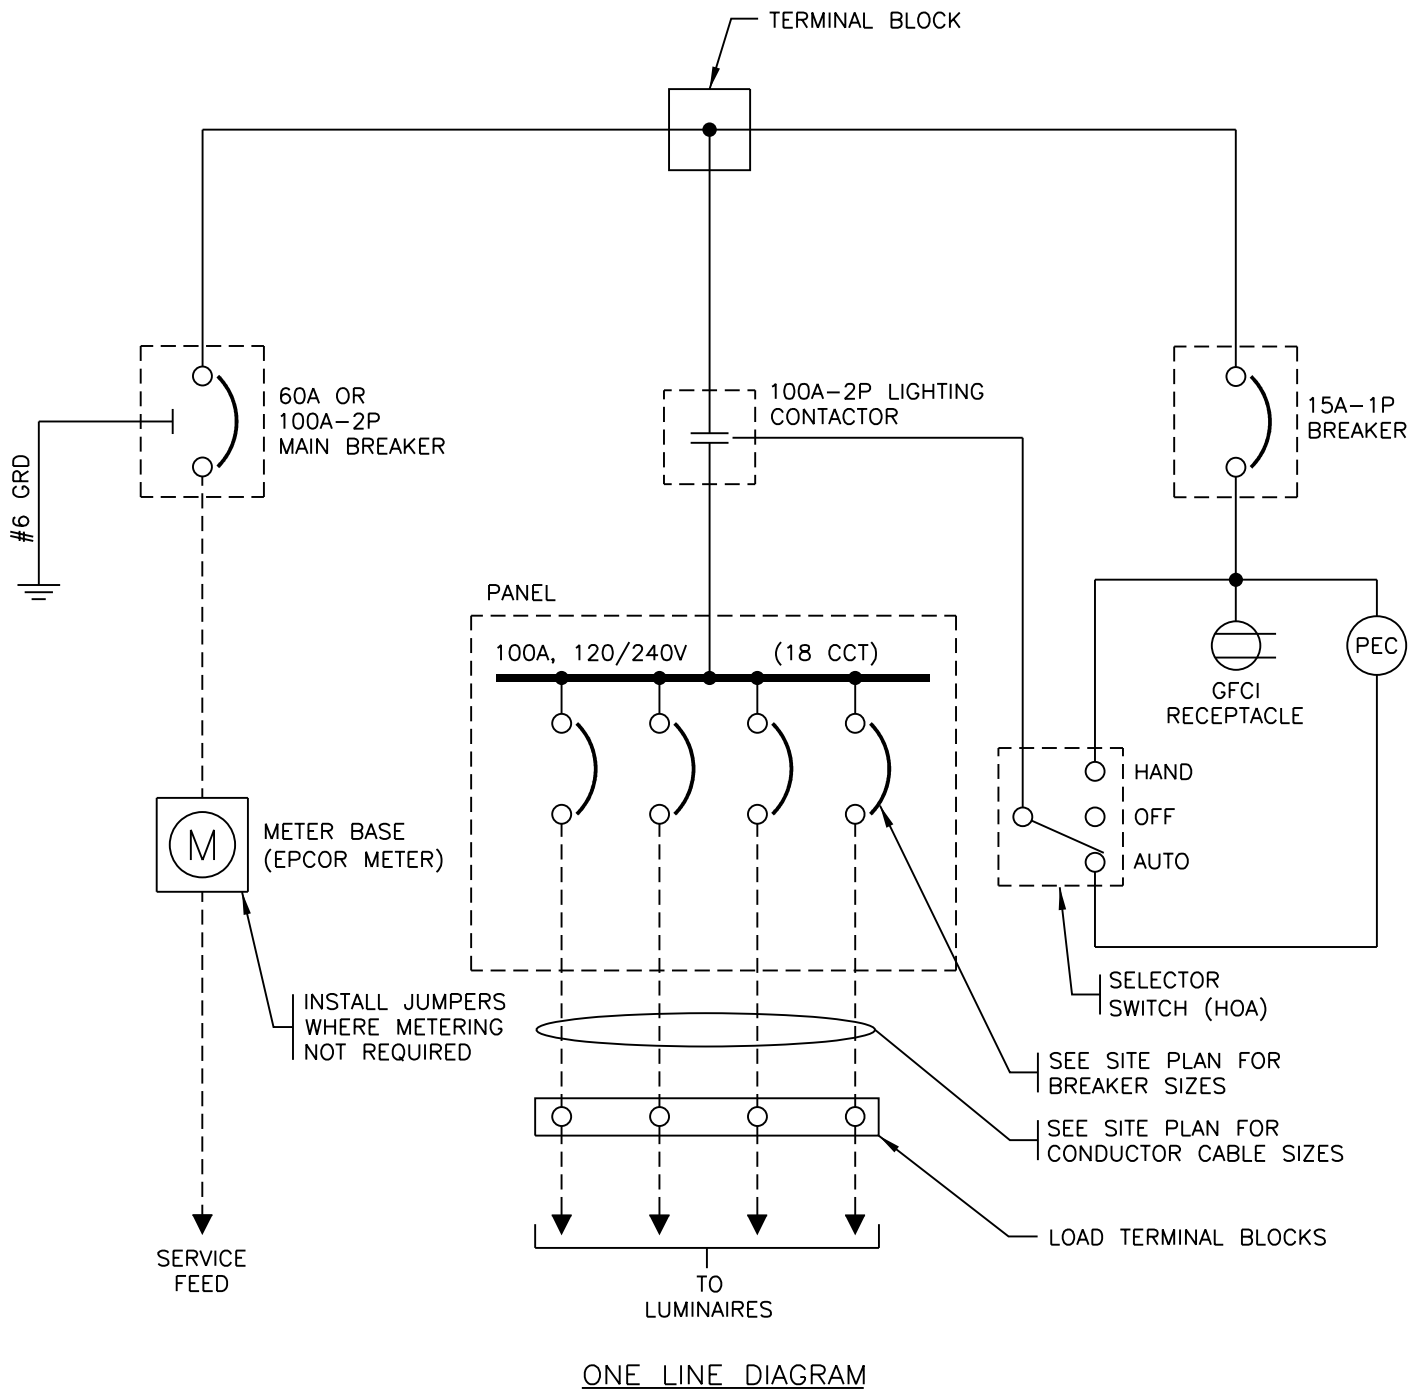 TERMINAL BLOCK
60A OR
100A-2P
MAIN BREAKER
#6 GRD
100A-2P LIGHTING
CONTACTOR
15A-1P
BREAKER
PANEL
100A, 120/240V (18 CCT)
GFCI
RECEPTACLE
PEC
HAND
OFF
AUTO
M
METER BASE
(EPCOR METER)
INSTALL JUMPERS
WHERE METERING
NOT REQUIRED
SELECTOR
SWITCH (HOA)
SEE SITE PLAN FOR
BREAKER SIZES
SEE SITE PLAN FOR
CONDUCTOR CABLE SIZES
LOAD TERMINAL BLOCKS
SERVICE
FEED
TO
LUMINAIRES
ONE LINE DIAGRAM